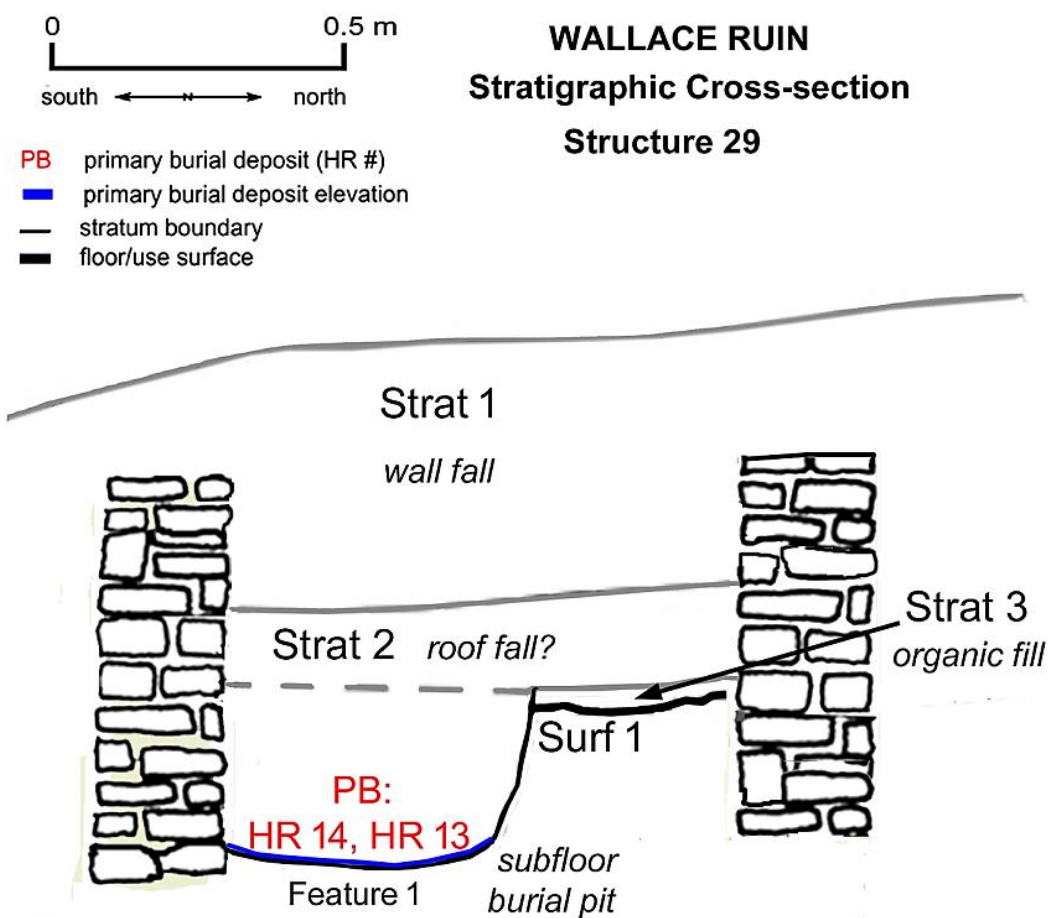 0 0.5 m
south N north
WALLACE RUIN
Stratigraphic Cross-section
Structure 29
PB primary burial deposit (HR #)
primary burial deposit elevation
stratum boundary
floor/use surface
Strat 1
wall fall
Strat 2 roof fall?
Strat 3
organic fill
Surf 1
PB:
HR 14, HR 13
Feature 1
subfloor
burial pit